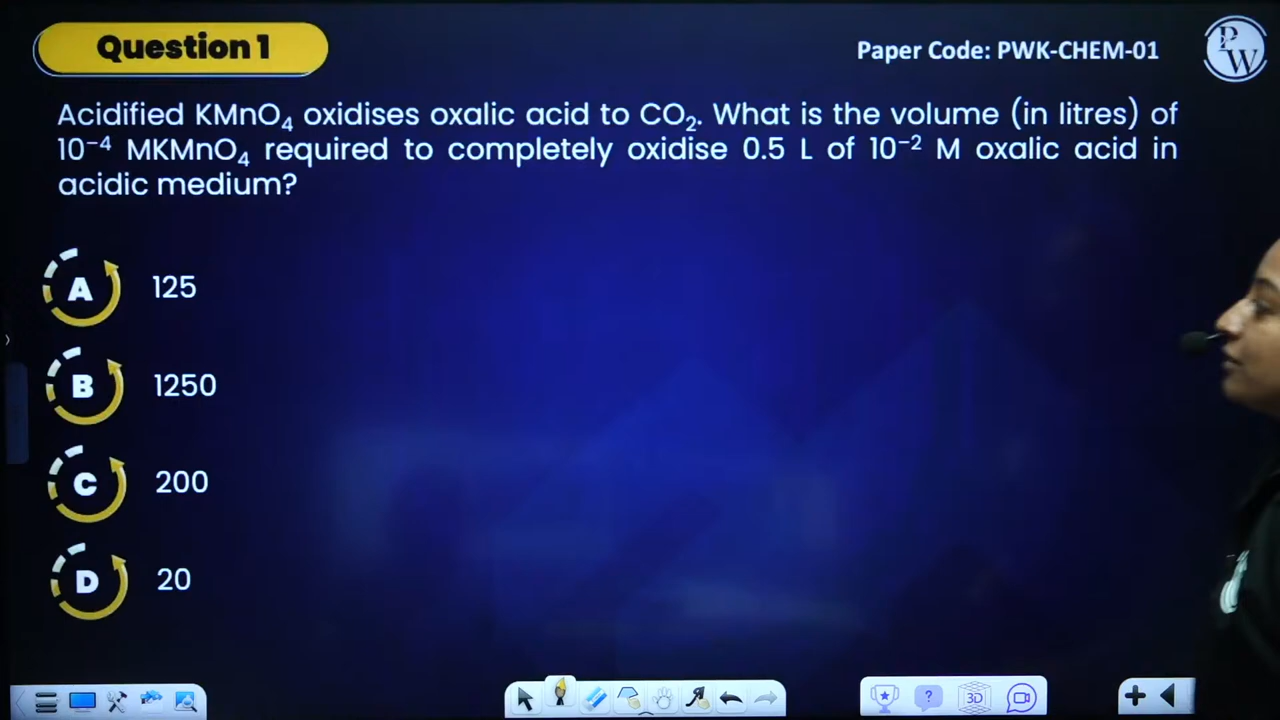 Question 1
Paper Code: PWK-CHEM-01
PW
Acidified KMnO₄ oxidises oxalic acid to CO₂. What is the volume (in litres) of
10⁻⁴ MKMnO₄ required to completely oxidise 0.5 L of 10⁻² M oxalic acid in
acidic medium?
A 125
B 1250
C 200
D 20
?
3D